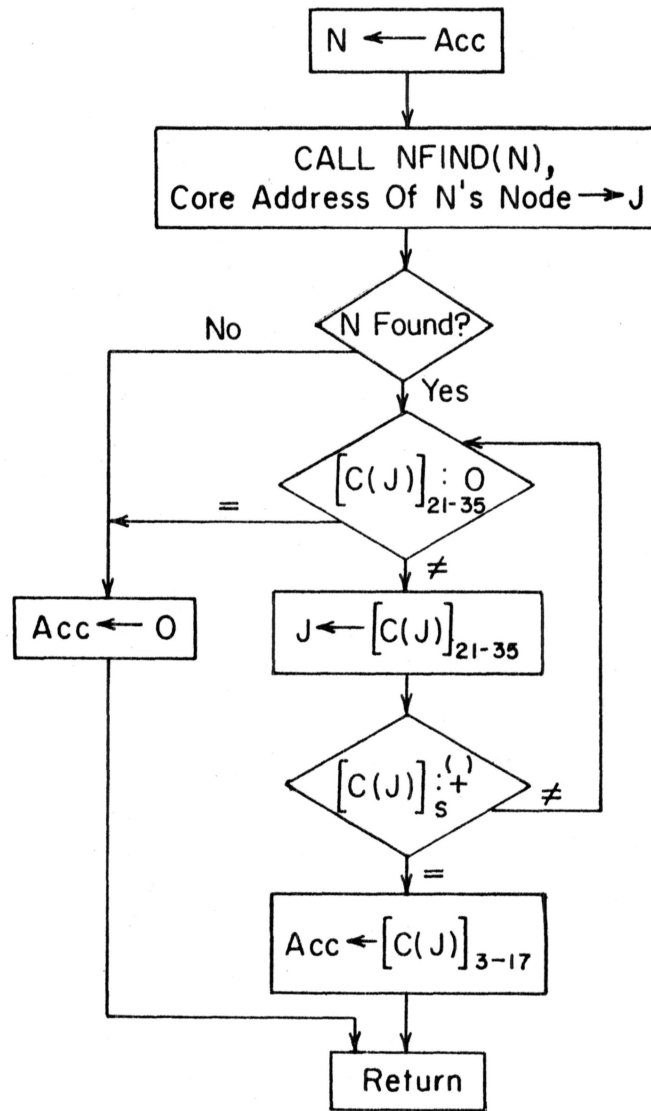 N ← Acc
CALL NFIND(N),
Core Address Of N's Node → J
N Found?
No
Yes
[C(J)]21-35 : 0
=
≠
Acc ← 0
J ← [C(J)]21-35
[C(J)]S : (+)
≠
=
Acc ← [C(J)]3-17
Return